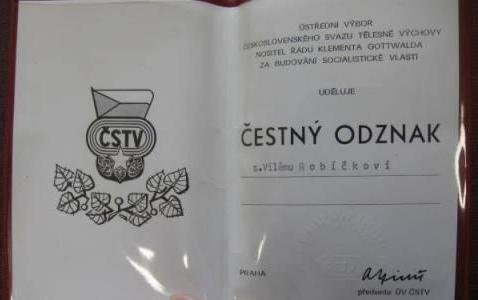 ČSTV
ÚSTŘEDNÍ VÝBOR
ČESKOSLOVENSKÉHO SVAZU TĚLESNÉ VÝCHOVY
NOSITEL ŘÁDU KLEMENTA GOTTWALDA
ZA BUDOVÁNÍ SOCIALISTICKÉ VLASTI
UDĚLUJE
ČESTNÝ ODZNAK
s.Vilému Robíčkovi
PRAHA
předseda ÚV ČSTV